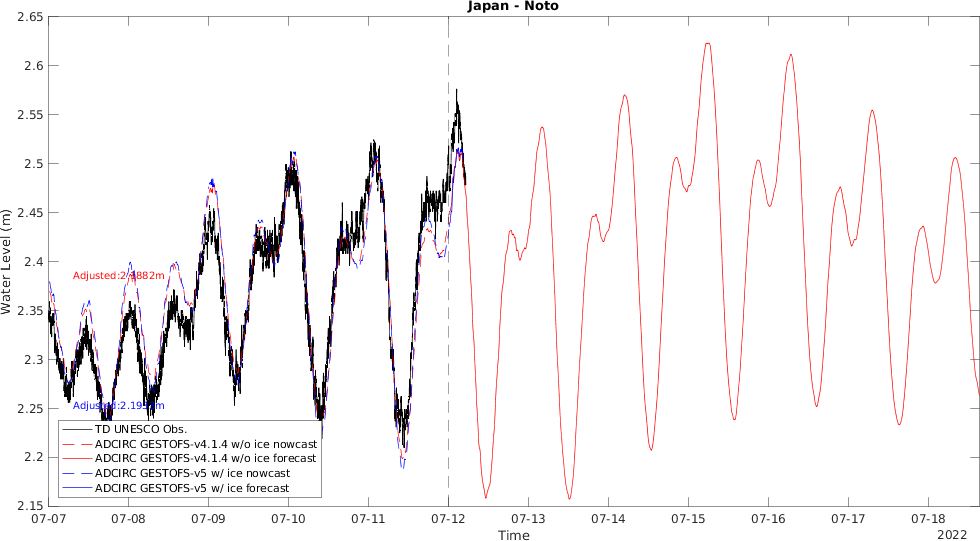 Japan - Noto
2.65
2.6
2.55
2.5
2.45
2.4
2.35
2.3
2.25
2.2
2.15
Water Level (m)
Adjusted:
Adjusted:
TD UNESCO Obs.
ADCIRC GESTOFS-v4.1.4 w/o ice nowcast
ADCIRC GESTOFS-v4.1.4 w/o ice forecast
ADCIRC GESTOFS-v5 w/ ice nowcast
ADCIRC GESTOFS-v5 w/ ice forecast
07-07 07-08 07-09 07-10 07-11 07-12 07-13 07-14 07-15 07-16 07-17 07-18
Time
2022